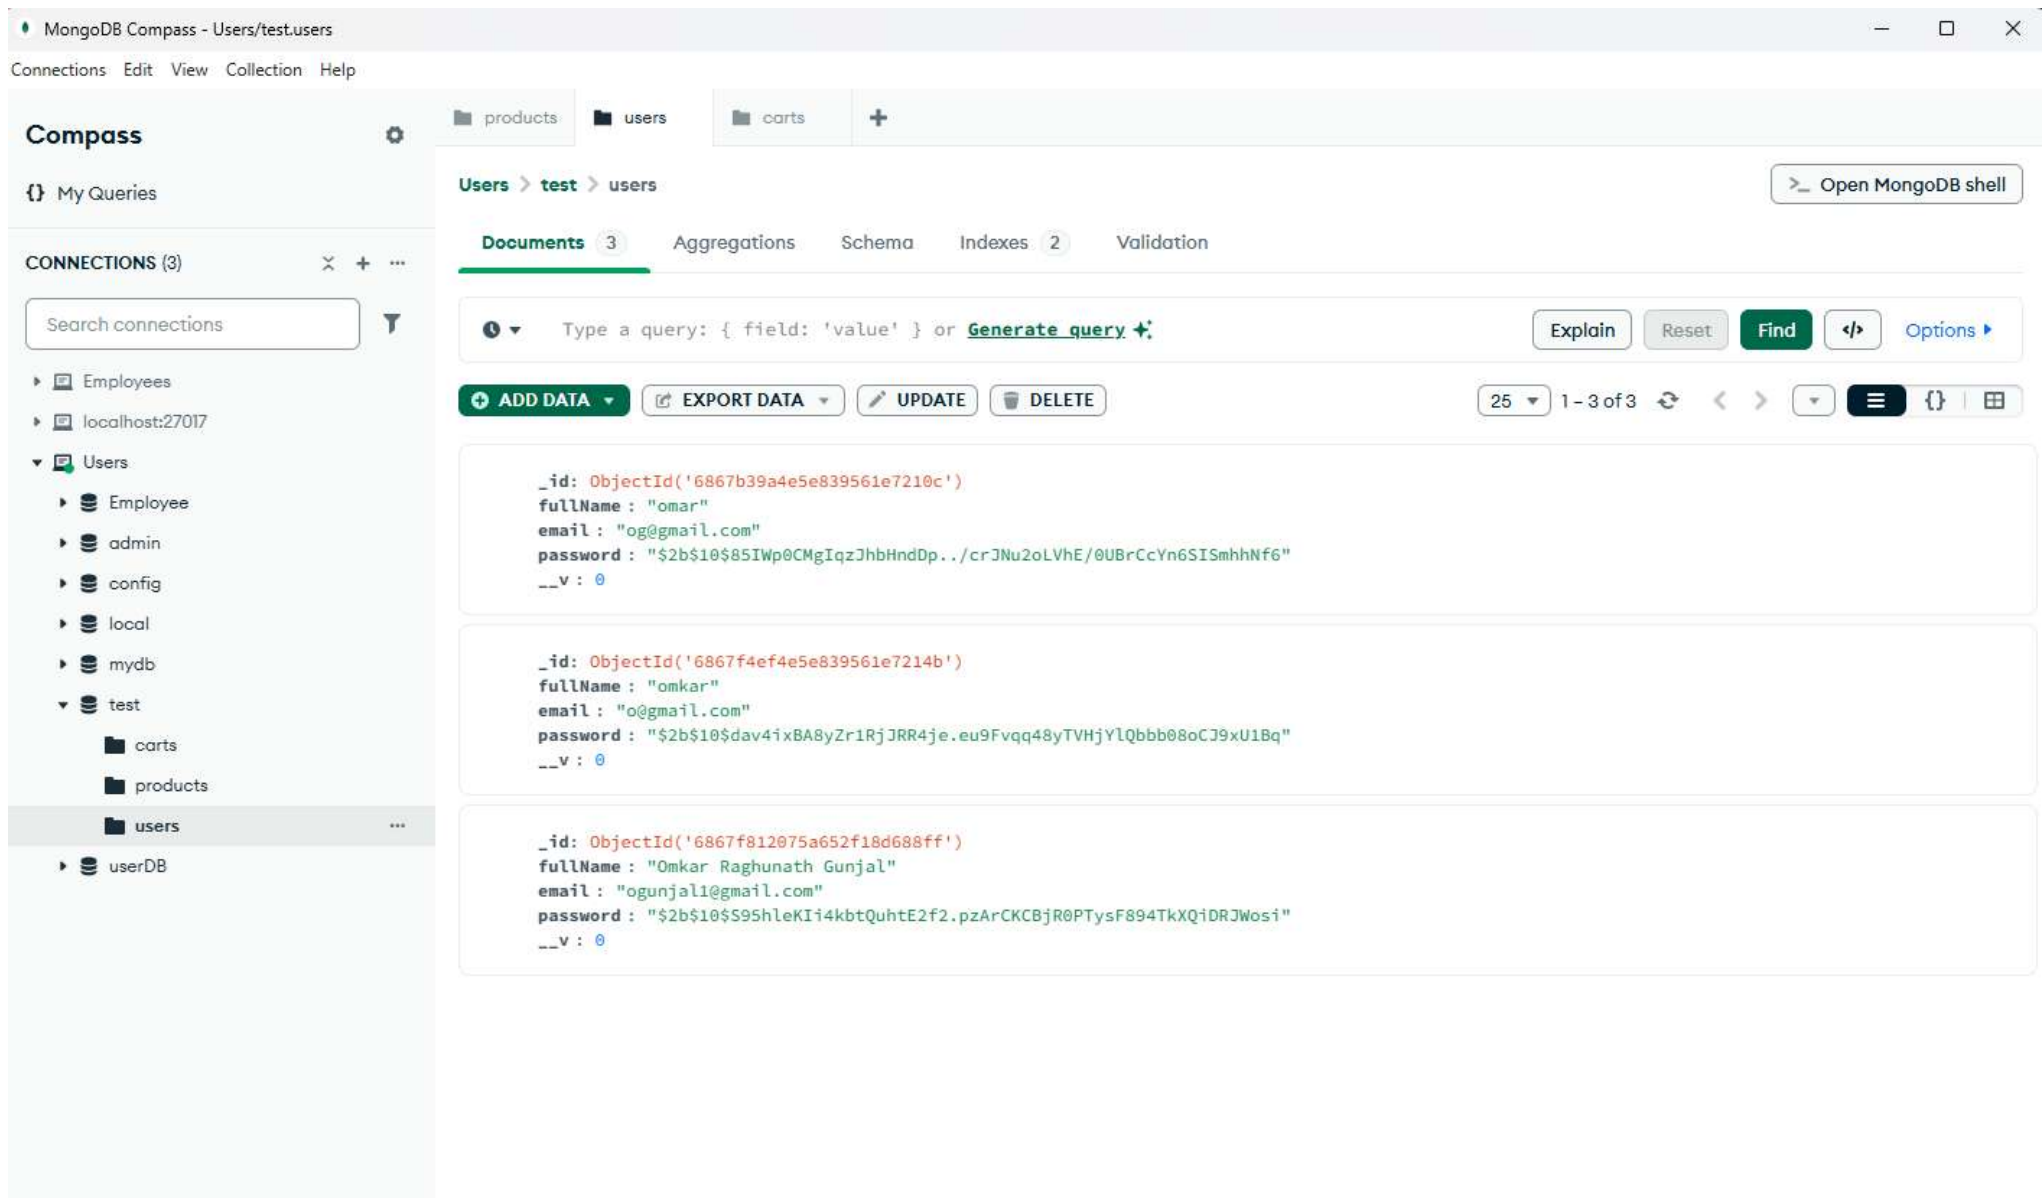 MongoDB Compass - Users/test.users
Connections Edit View Collection Help
Compass
{} My Queries
CONNECTIONS (3)
Search connections
Employees
localhost:27017
Users
Employee
admin
config
local
mydb
test
carts
products
users
userDB
products users carts
Users > test > users
>_ Open MongoDB shell
Documents 3 Aggregations Schema Indexes 2 Validation
Type a query: { field: 'value' } or Generate query
Explain Reset Find </> Options
ADD DATA EXPORT DATA UPDATE DELETE
25 1 – 3 of 3 {}
_id: ObjectId('6867b39a4e5e839561e7210c')
fullName : "omar"
email : "og@gmail.com"
password : "$2b$10$85IWp0CMgIqzJhbHndDp../crJNu2oLVhE/0UBrCcYn6SISmhhNf6"
__v : 0
_id: ObjectId('6867f4ef4e5e839561e7214b')
fullName : "omkar"
email : "o@gmail.com"
password : "$2b$10$dav4ixBA8yZr1RjJRR4je.eu9Fvqq48yTVHjYlQbbb08oCJ9xU1Bq"
__v : 0
_id: ObjectId('6867f812075a652f18d688ff')
fullName : "Omkar Raghunath Gunjal"
email : "ogunjal1@gmail.com"
password : "$2b$10$S95hleKIi4kbtQuhtE2f2.pzArCKCBjR0PTysF894TkXQiDRJWosi"
__v : 0